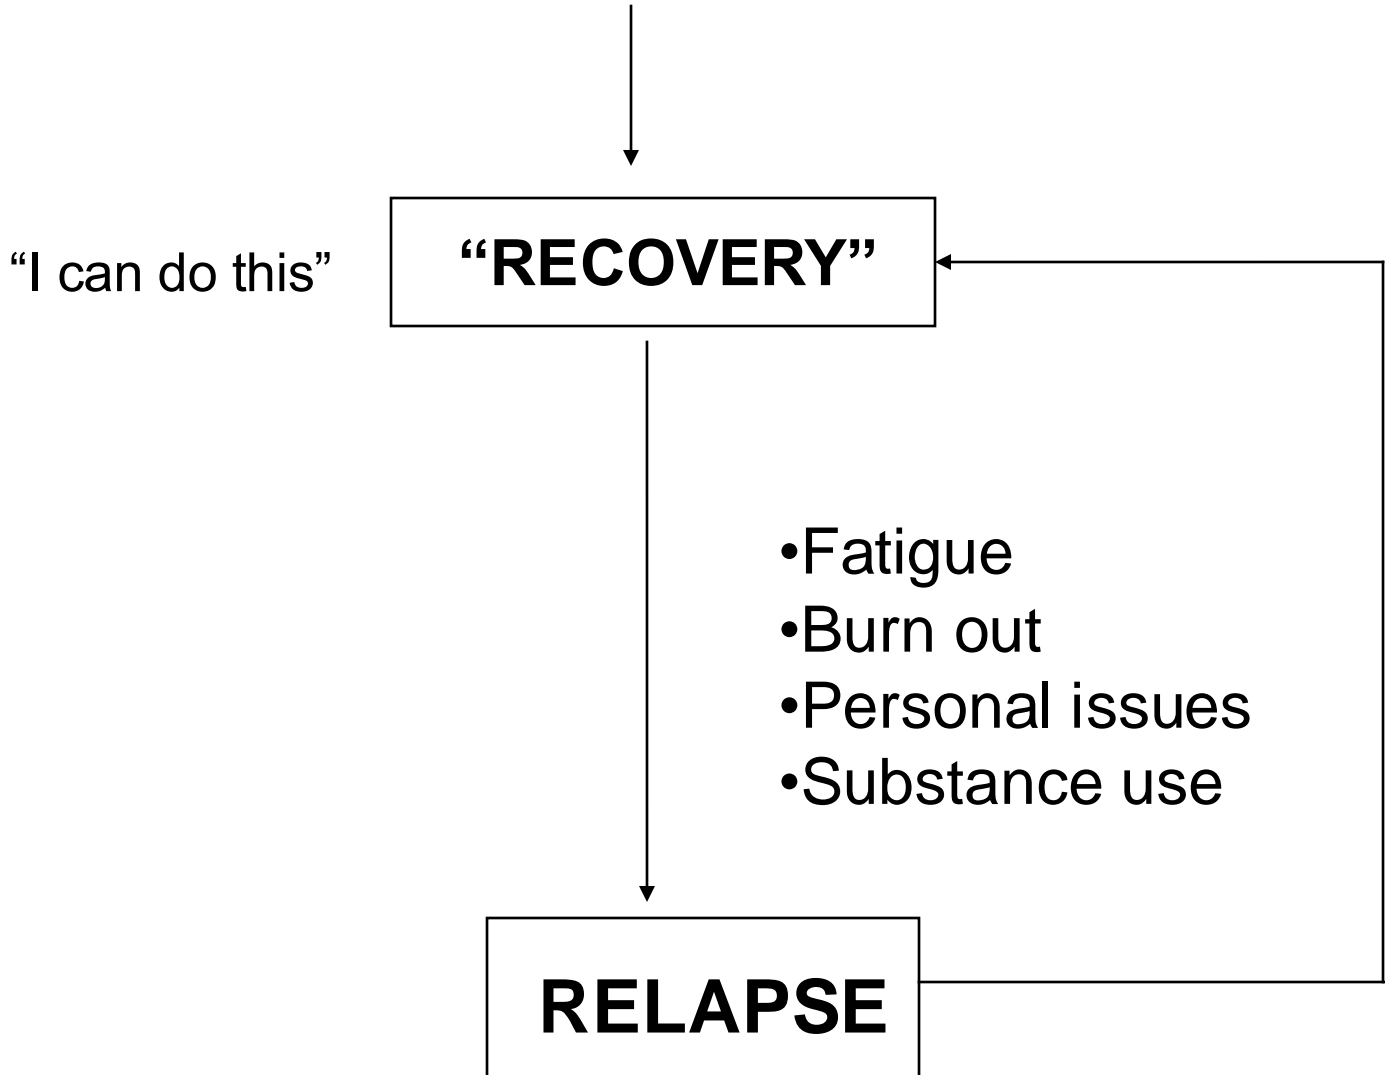 “I can do this”
“RECOVERY”
•Fatigue
•Burn out
•Personal issues
•Substance use
RELAPSE